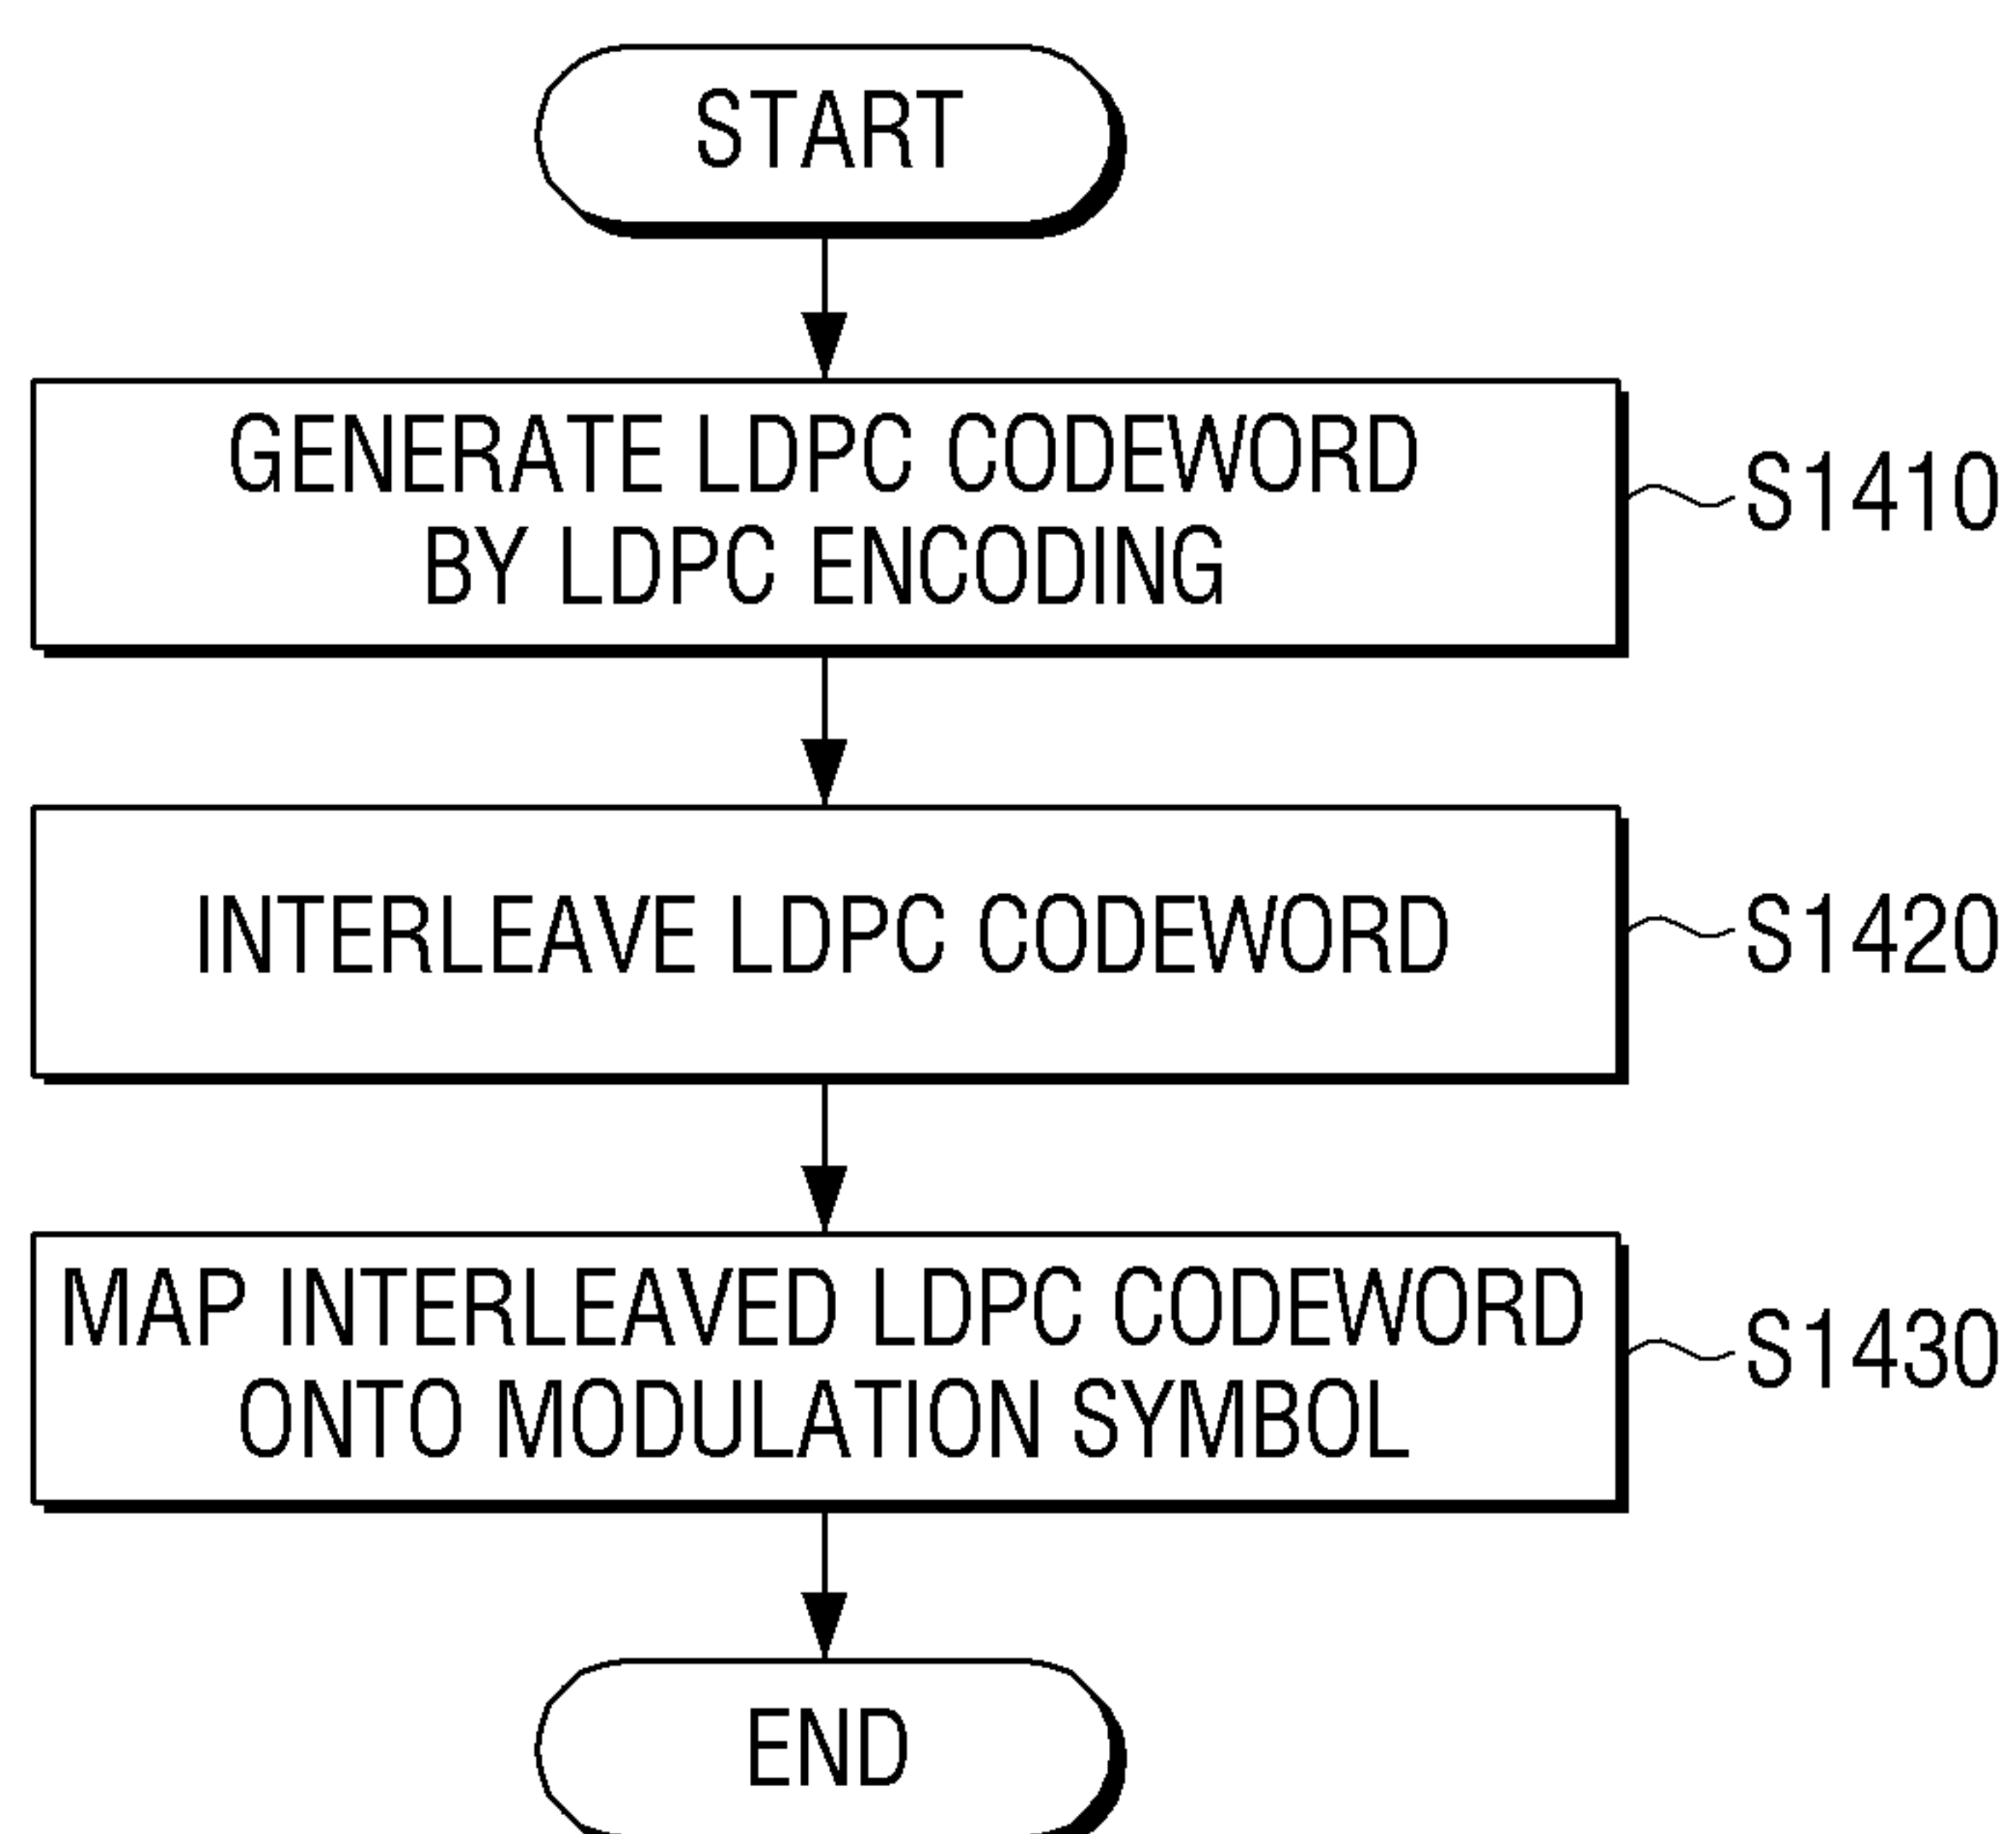 START
GENERATE LDPC CODEWORD
BY LDPC ENCODING
S1410
INTERLEAVE LDPC CODEWORD
S1420
MAP INTERLEAVED LDPC CODEWORD
ONTO MODULATION SYMBOL
S1430
END